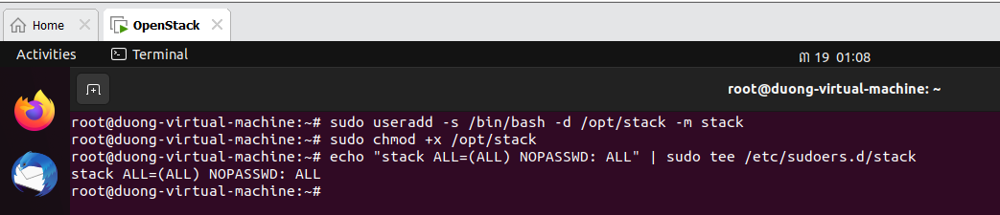 Home
OpenStack
Activities
Terminal
ണ 19 01:08
root@duong-virtual-machine: ~
root@duong-virtual-machine:~# sudo useradd -s /bin/bash -d /opt/stack -m stack
root@duong-virtual-machine:~# sudo chmod +x /opt/stack
root@duong-virtual-machine:~# echo "stack ALL=(ALL) NOPASSWD: ALL" | sudo tee /etc/sudoers.d/stack
stack ALL=(ALL) NOPASSWD: ALL
root@duong-virtual-machine:~#